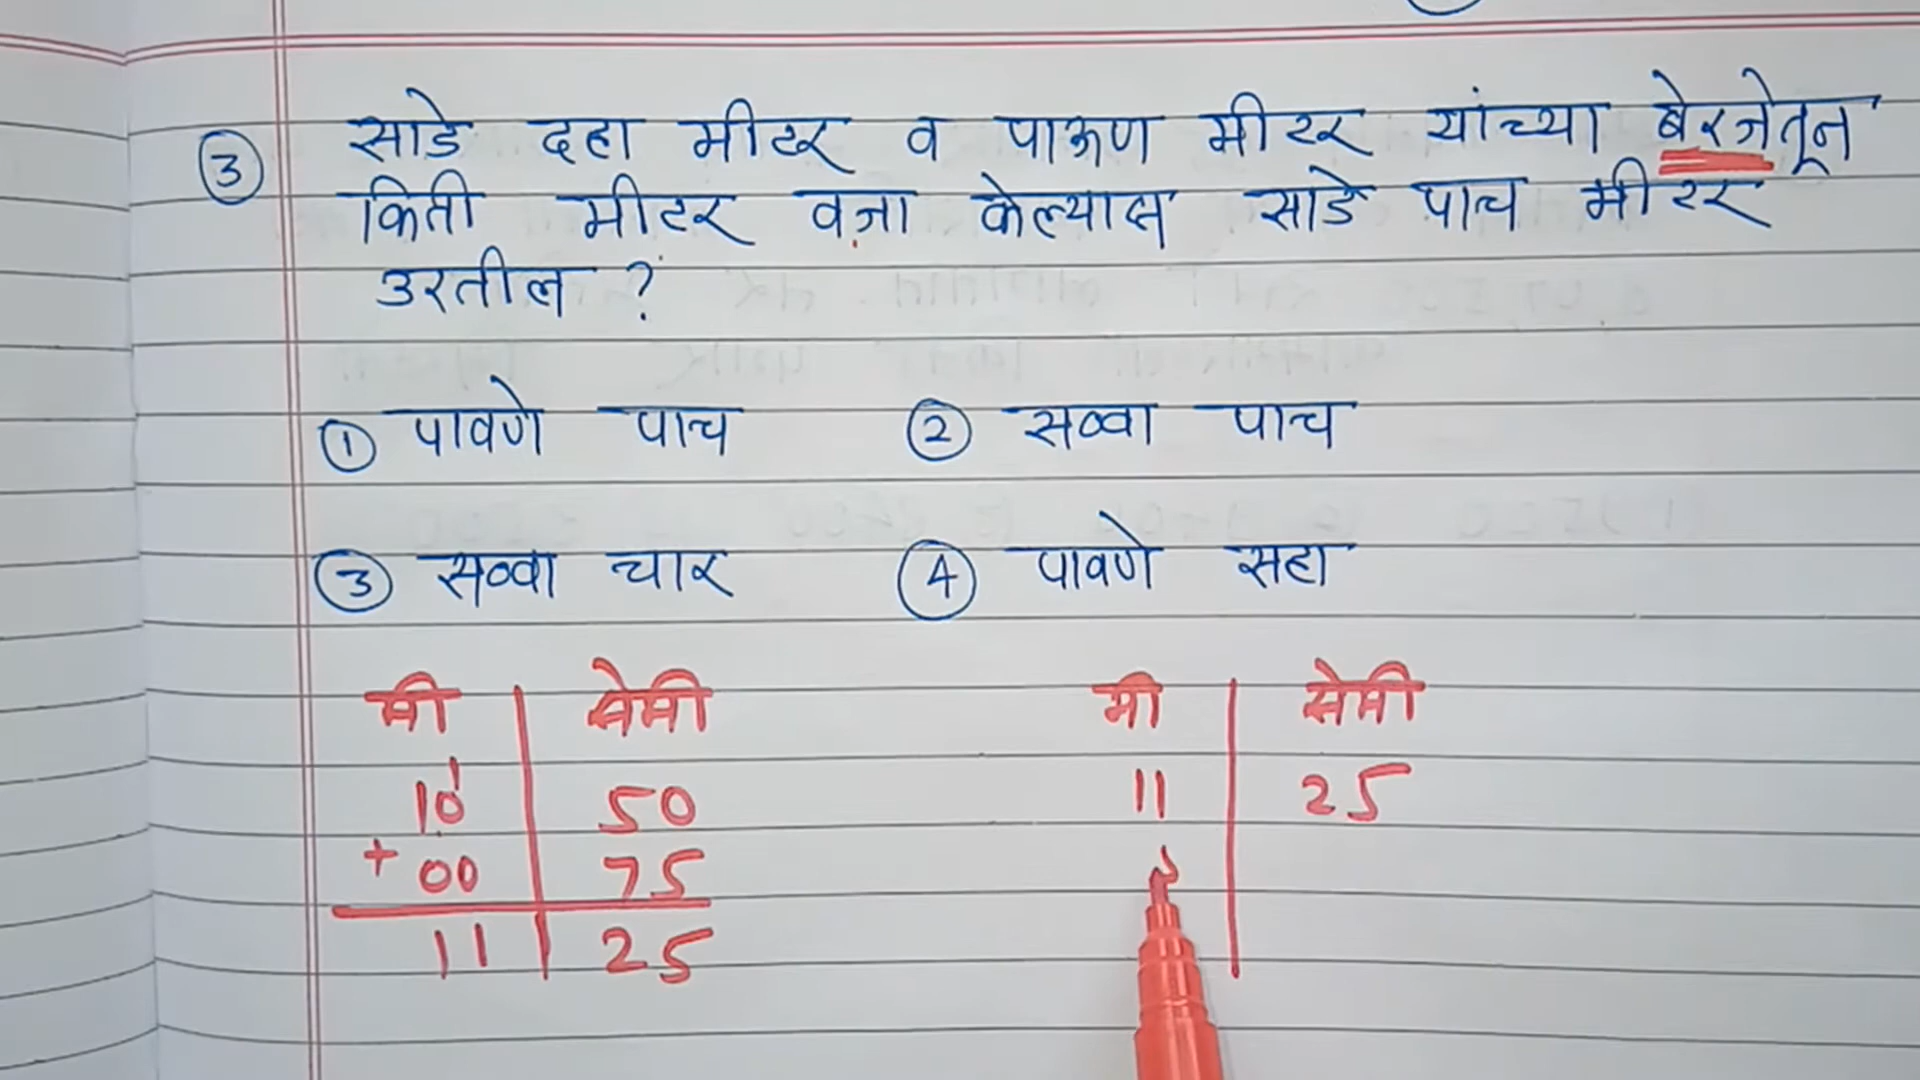 3 साडे दहा मीटर व पाऊण मीटर यांच्या बेरजेतून
किती मीटर वजा केल्यास साडे पाच मीटर
उरतील ?
1 पावणे पाच 2 सव्वा पाच
3 सव्वा चार 4 पावणे सहा
मी सेमी
10 50
+ 00 75
11 25
मी सेमी
11 25